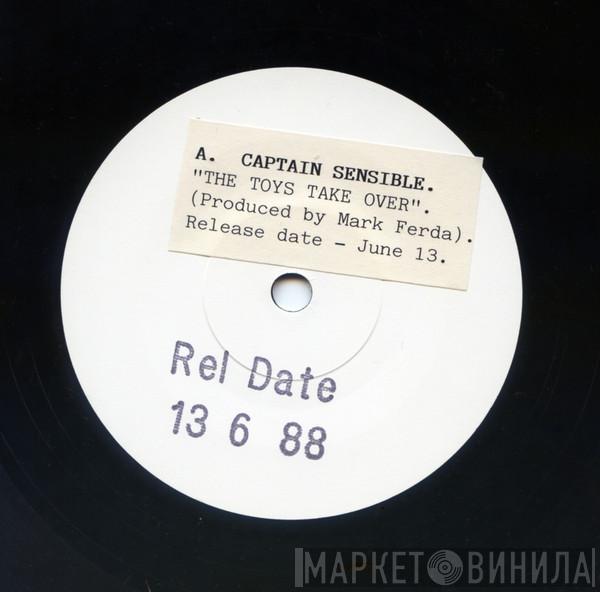 A. CAPTAIN SENSIBLE.
"THE TOYS TAKE OVER".
(Produced by Mark Ferda).
Release date - June 13.
Rel Date
13 6 88
МАРКЕТ ВИНИЛА